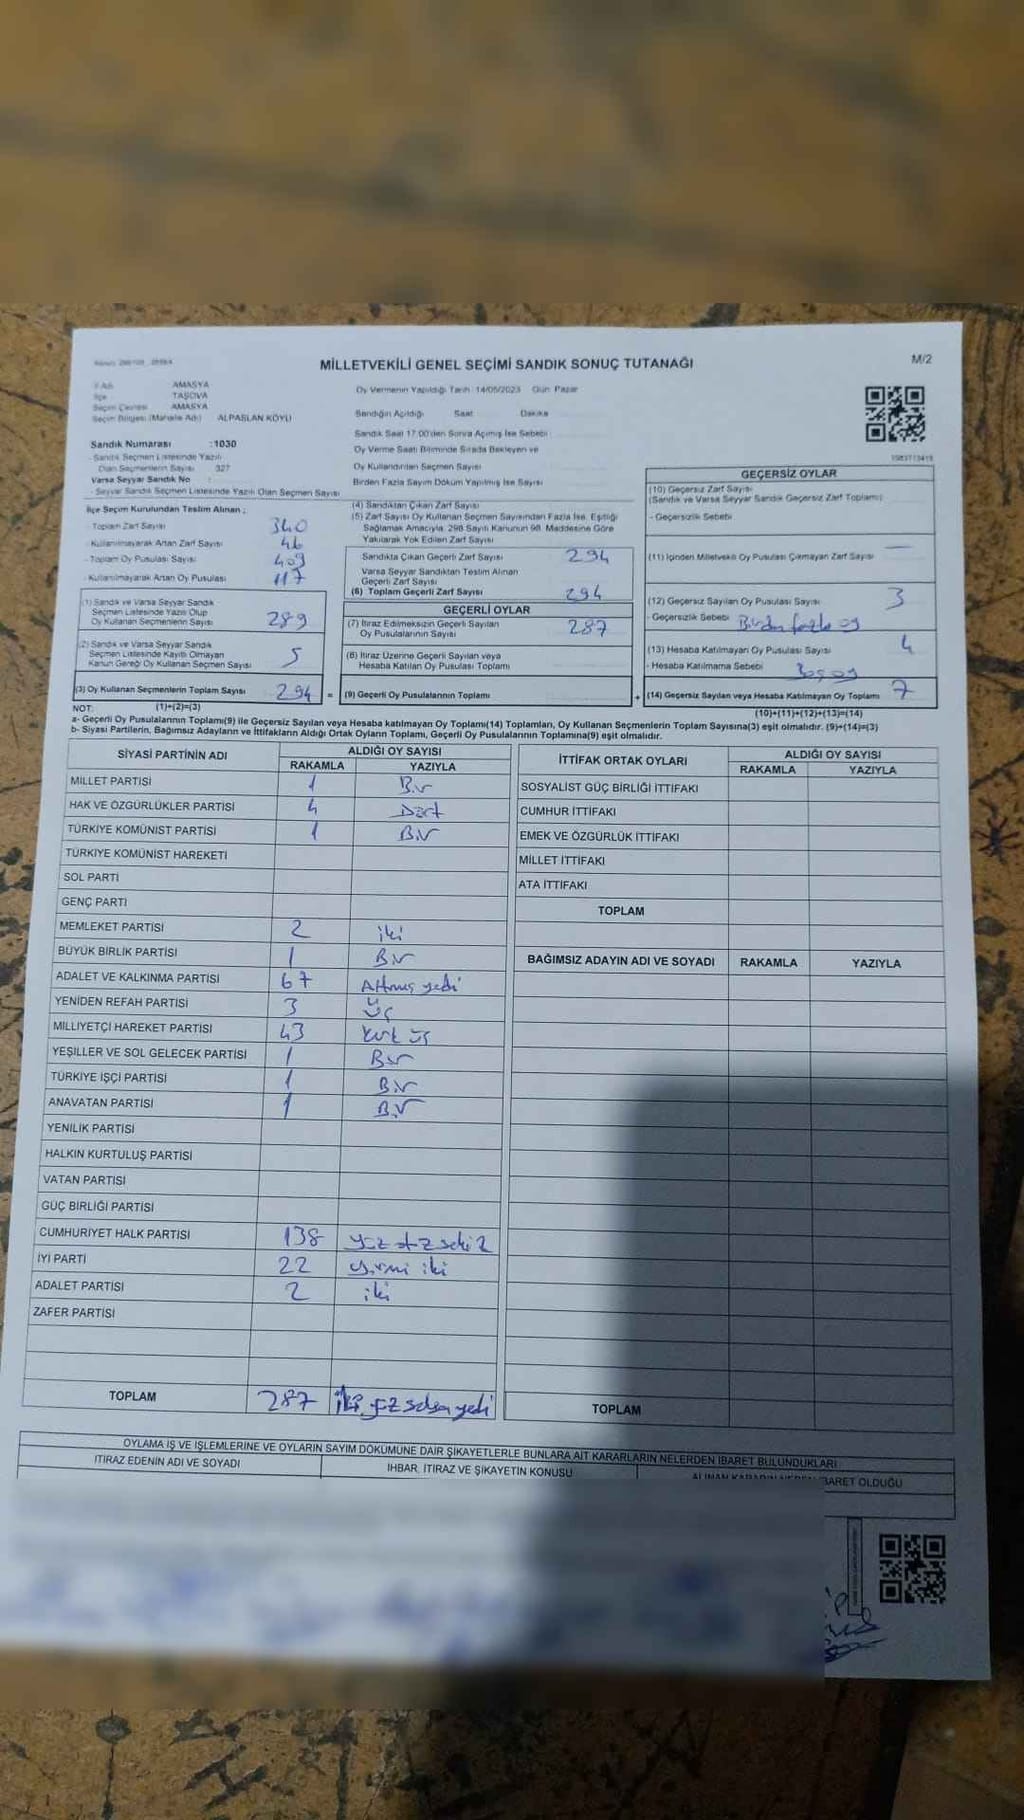 MİLLETVEKİLİ GENEL SEÇİMİ SANDIK SONUÇ TUTANAĞI
M/2
İl Adı AMASYA
İlçe TAŞOVA
Seçim Çevresi AMASYA
Seçim Bölgesi (Mahalle Adı) ALPASLAN KÖYÜ
Sandık Numarası :1030
- Sandık Seçmen Listesinde Yazılı
Olan Seçmenlerin Sayısı 327
Varsa Seyyar Sandık No
- Seyyar Sandık Seçmen Listesinde Yazılı Olan Seçmen Sayısı
Oy Vermenin Yapıldığı Tarih :14/05/2023 Gün: Pazar
Sandığın Açıldığı Saat Dakika
Sandık Saat 17:00'den Sonra Açımış İse Sebebi
Oy Verme Saati Bitiminde Sırada Bekleyen ve
Oy Kullandırılan Seçmen Sayısı
Birden Fazla Sayım Döküm Yapılmış İse Sayısı
İlçe Seçim Kurulundan Teslim Alınan ;
- Toplam Zarf Sayısı 340
- Kullanılmayarak Artan Zarf Sayısı 46
- Toplam Oy Pusulası Sayısı 409
- Kullanılmayarak Artan Oy Pusulası 117
(1) Sandık ve Varsa Seyyar Sandık
Seçmen Listesinde Yazılı Olup
Oy Kullanan Seçmenlerin Sayısı 289
(2) Sandık ve Varsa Seyyar Sandık
Seçmen Listesinde Kayıtlı Olmayan
Kanun Gereği Oy Kullanan Seçmen Sayısı 5
(3) Oy Kullanan Seçmenlerin Toplam Sayısı 294 =
(4) Sandıktan Çıkan Zarf Sayısı
(5) Zarf Sayısı Oy Kullanan Seçmen Sayısından Fazla İse, Eşitliği
Sağlamak Amacıyla, 298 Sayılı Kanunun 98. Maddesine Göre
Yakılarak Yok Edilen Zarf Sayısı
Sandıkta Çıkan Geçerli Zarf Sayısı 294
Varsa Seyyar Sandıktan Teslim Alınan
Geçerli Zarf Sayısı
(6) Toplam Geçerli Zarf Sayısı 294
GEÇERLİ OYLAR
(7) İtiraz Edilmeksizin Geçerli Sayılan
Oy Pusulalarının Sayısı 287
(8) İtiraz Üzerine Geçerli Sayılan veya
Hesaba Katılan Oy Pusulası Toplamı
(9) Geçerli Oy Pusulalarının Toplamı +
GEÇERSİZ OYLAR
(10) Geçersiz Zarf Sayısı
(Sandık ve Varsa Seyyar Sandık Geçersiz Zarf Toplamı)
- Geçersizlik Sebebi
(11) İçinden Milletvekili Oy Pusulası Çıkmayan Zarf Sayısı —
(12) Geçersiz Sayılan Oy Pusulası Sayısı 3
- Geçersizlik Sebebi Birden fazla oy
(13) Hesaba Katılmayan Oy Pusulası Sayısı 4
- Hesaba Katılmama Sebebi Boş oy
(14) Geçersiz Sayılan veya Hesaba Katılmayan Oy Toplamı 7
NOT: (1)+(2)=(3)
(10)+(11)+(12)+(13)=(14)
a- Geçerli Oy Pusulalarının Toplamı(9) ile Geçersiz Sayılan veya Hesaba katılmayan Oy Toplamı(14) Toplamları, Oy Kullanan Seçmenlerin Toplam Sayısına(3) eşit olmalıdır. (9)+(14)=(3)
b- Siyasi Partilerin, Bağımsız Adayların ve İttifakların Aldığı Ortak Oyların Toplamı, Geçerli Oy Pusulalarının Toplamına(9) eşit olmalıdır.
SİYASİ PARTİNİN ADI ALDIĞI OY SAYISI
RAKAMLA YAZIYLA
MİLLET PARTİSİ 1 Bir
HAK VE ÖZGÜRLÜKLER PARTİSİ 4 Dört
TÜRKİYE KOMÜNİST PARTİSİ 1 Bir
TÜRKİYE KOMÜNİST HAREKETİ
SOL PARTİ
GENÇ PARTİ
MEMLEKET PARTİSİ 2 iki
BÜYÜK BİRLİK PARTİSİ 1 Bir
ADALET VE KALKINMA PARTİSİ 67 Altmış yedi
YENİDEN REFAH PARTİSİ 3 Üç
MİLLİYETÇİ HAREKET PARTİSİ 43 Kırk üç
YEŞİLLER VE SOL GELECEK PARTİSİ 1 Bir
TÜRKİYE İŞÇİ PARTİSİ 1 Bir
ANAVATAN PARTİSİ 1 Bir
YENİLİK PARTİSİ
HALKIN KURTULUŞ PARTİSİ
VATAN PARTİSİ
GÜÇ BİRLİĞİ PARTİSİ
CUMHURİYET HALK PARTİSİ 138 yüz otuz sekiz
İYİ PARTİ 22 yirmi iki
ADALET PARTİSİ 2 iki
ZAFER PARTİSİ
TOPLAM 287 iki yüz seksen yedi
İTTİFAK ORTAK OYLARI ALDIĞI OY SAYISI
RAKAMLA YAZIYLA
SOSYALİST GÜÇ BİRLİĞİ İTTİFAKI
CUMHUR İTTİFAKI
EMEK VE ÖZGÜRLÜK İTTİFAKI
MİLLET İTTİFAKI
ATA İTTİFAKI
TOPLAM
BAĞIMSIZ ADAYIN ADI VE SOYADI RAKAMLA YAZIYLA
TOPLAM
OYLAMA İŞ VE İŞLEMLERİNE VE OYLARIN SAYIM DÖKÜMÜNE DAİR ŞİKAYETLERLE BUNLARA AİT KARARLARIN NELERDEN İBARET BULUNDUKLARI
İTİRAZ EDENİN ADI VE SOYADI
İHBAR, İTİRAZ VE ŞİKAYETİN KONUSU
ALINAN KARARIN NEDEN İBARET OLDUĞU